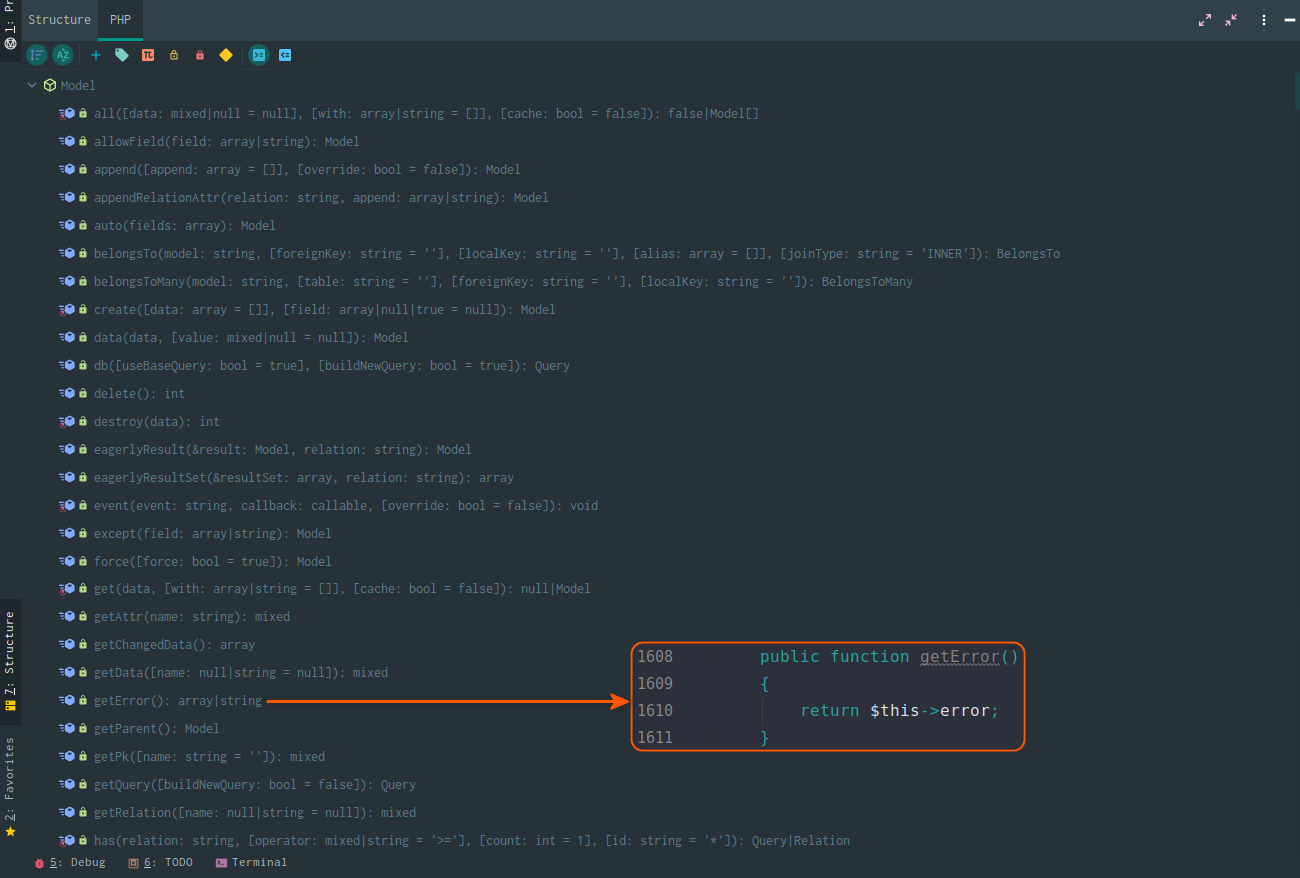 Structure PHP
1: Pr
AZ
π
Model
all([data: mixed|null = null], [with: array|string = []], [cache: bool = false]): false|Model[]
allowField(field: array|string): Model
append([append: array = []], [override: bool = false]): Model
appendRelationAttr(relation: string, append: array|string): Model
auto(fields: array): Model
belongsTo(model: string, [foreignKey: string = ''], [localKey: string = ''], [alias: array = []], [joinType: string = 'INNER']): BelongsTo
belongsToMany(model: string, [table: string = ''], [foreignKey: string = ''], [localKey: string = '']): BelongsToMany
create([data: array = []], [field: array|null|true = null]): Model
data(data, [value: mixed|null = null]): Model
db([useBaseQuery: bool = true], [buildNewQuery: bool = true]): Query
delete(): int
destroy(data): int
eagerlyResult(&result: Model, relation: string): Model
eagerlyResultSet(&resultSet: array, relation: string): array
event(event: string, callback: callable, [override: bool = false]): void
except(field: array|string): Model
force([force: bool = true]): Model
get(data, [with: array|string = []], [cache: bool = false]): null|Model
getAttr(name: string): mixed
getChangedData(): array
getData([name: null|string = null]): mixed
getError(): array|string
getParent(): Model
getPk([name: string = '']): mixed
getQuery([buildNewQuery: bool = false]): Query
getRelation([name: null|string = null]): mixed
has(relation: string, [operator: mixed|string = '>='], [count: int = 1], [id: string = '*']): Query|Relation
1608 public function getError()
1609 {
1610 return $this->error;
1611 }
7: Structure
2: Favorites
5: Debug 6: TODO Terminal